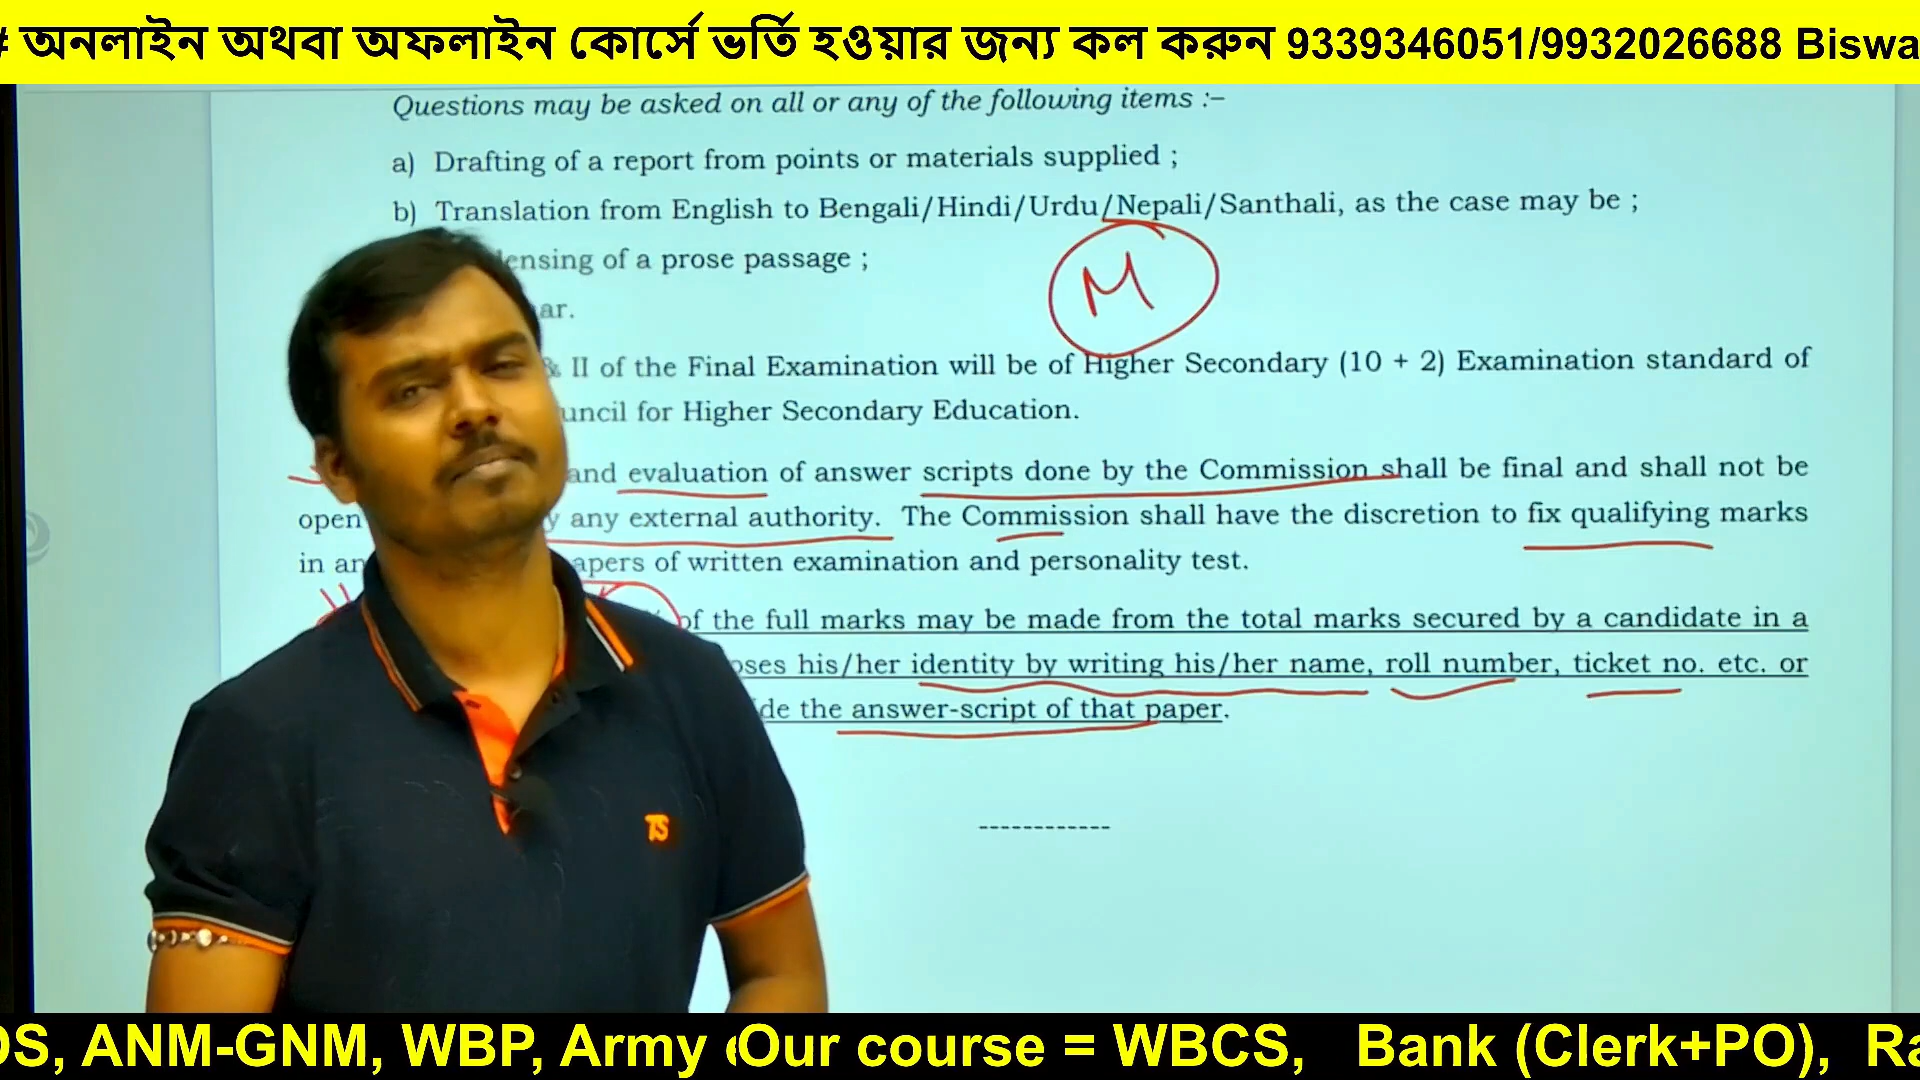 # অনলাইন অথবা অফলাইন কোর্সে ভর্তি হওয়ার জন্য কল করুন 9339346051/9932026688 Biswa
Questions may be asked on all or any of the following items :–
a) Drafting of a report from points or materials supplied ;
b) Translation from English to Bengali/Hindi/Urdu/Nepali/Santhali, as the case may be ;
ensing of a prose passage ;
M
ar.
& II of the Final Examination will be of Higher Secondary (10 + 2) Examination standard of
uncil for Higher Secondary Education.
and evaluation of answer scripts done by the Commission shall be final and shall not be
open y any external authority. The Commission shall have the discretion to fix qualifying marks
in an apers of written examination and personality test.
of the full marks may be made from the total marks secured by a candidate in a
oses his/her identity by writing his/her name, roll number, ticket no. etc. or
de the answer-script of that paper.
------------
TS
OS, ANM-GNM, WBP, Army Our course = WBCS, Bank (Clerk+PO), Ra